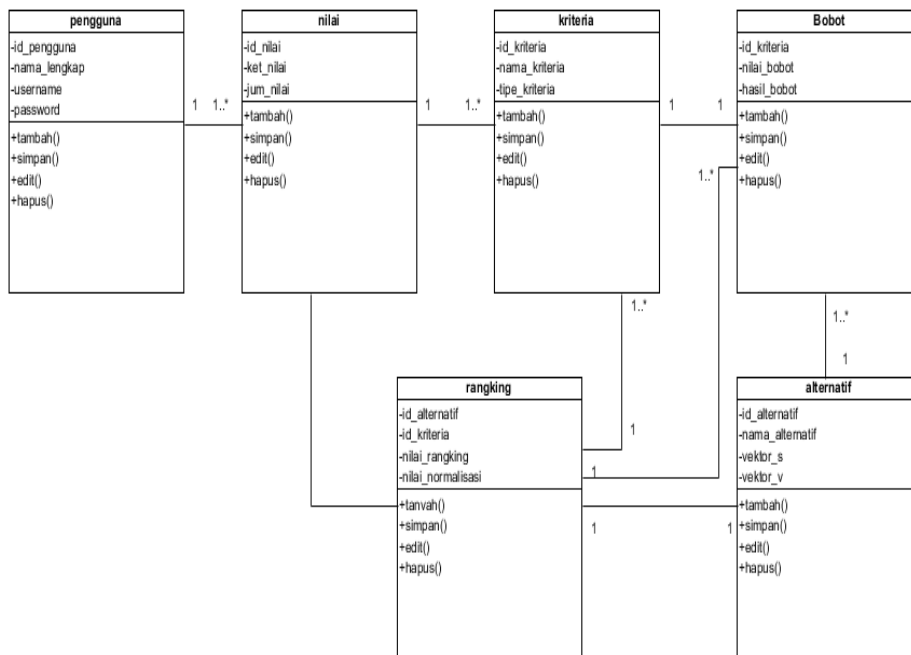 pengguna
-id_pengguna
-nama_lengkap
-username
-password
+tambah()
+simpan()
+edit()
+hapus()
1
1..*
nilai
-id_nilai
-ket_nilai
-jum_nilai
+tambah()
+simpan()
+edit()
+hapus()
1
1..*
kriteria
-id_kriteria
-nama_kriteria
-tipe_kriteria
+tambah()
+simpan()
+edit()
+hapus()
1
1
1..*
Bobot
-id_kriteria
-nilai_bobot
-hasil_bobot
+tambah()
+simpan()
+edit()
+hapus()
1..*
1..*
1
rangking
-id_alternatif
-id_kriteria
-nilai_rangking
-nilai_normalisasi
+tanvah()
+simpan()
+edit()
+hapus()
1
1
1
1
alternatif
-id_alternatif
-nama_alternatif
-vektor_s
-vektor_v
+tambah()
+simpan()
+edit()
+hapus()